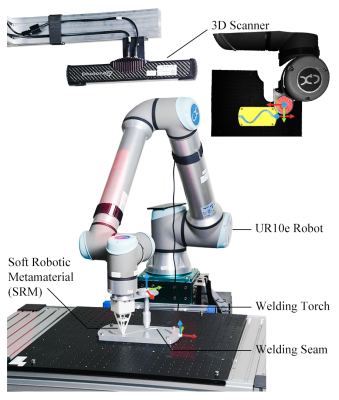 3D Scanner
UR10e Robot
Soft Robotic
Metamaterial
(SRM)
Welding Torch
Welding Seam